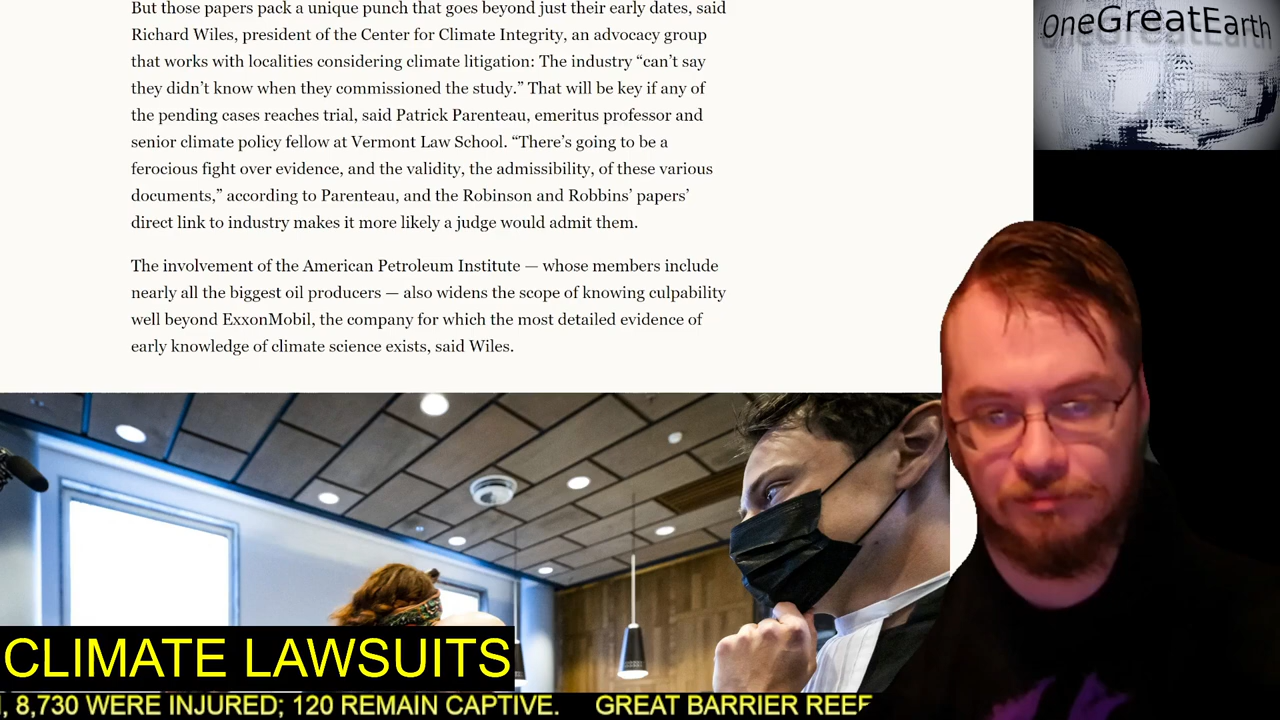 But those papers pack a unique punch that goes beyond just their early dates, said
Richard Wiles, president of the Center for Climate Integrity, an advocacy group
that works with localities considering climate litigation: The industry “can’t say
they didn’t know when they commissioned the study.” That will be key if any of
the pending cases reaches trial, said Patrick Parenteau, emeritus professor and
senior climate policy fellow at Vermont Law School. “There’s going to be a
ferocious fight over evidence, and the validity, the admissibility, of these various
documents,” according to Parenteau, and the Robinson and Robbins’ papers’
direct link to industry makes it more likely a judge would admit them.
The involvement of the American Petroleum Institute — whose members include
nearly all the biggest oil producers — also widens the scope of knowing culpability
well beyond ExxonMobil, the company for which the most detailed evidence of
early knowledge of climate science exists, said Wiles.
OneGreatEarth
CLIMATE LAWSUITS
, 8,730 WERE INJURED; 120 REMAIN CAPTIVE. GREAT BARRIER REEF